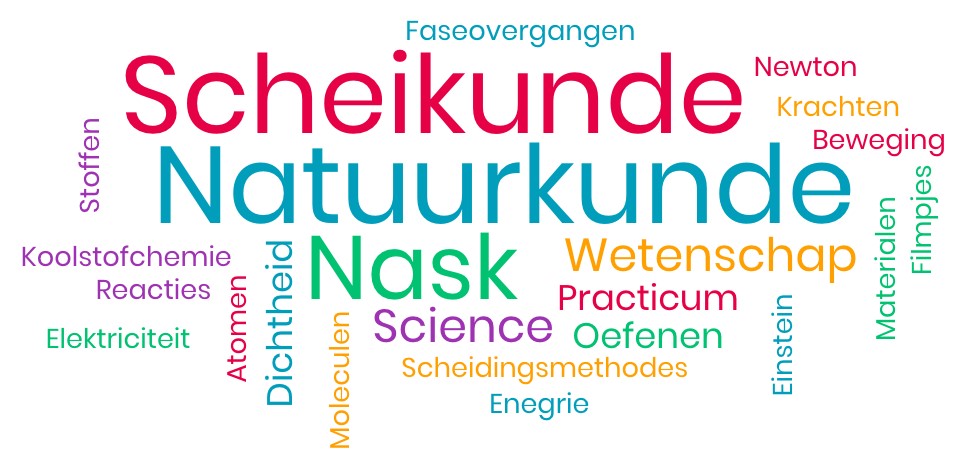 Faseovergangen
Scheikunde
Newton
Krachten
Beweging
Stoffen
Natuurkunde
Filmpjes
Materialen
Koolstofchemie
Reacties
Nask
Wetenschap
Dichtheid
Atomen
Practicum
Science
Oefenen
Einstein
Elektriciteit
Moleculen
Scheidingsmethodes
Enegrie